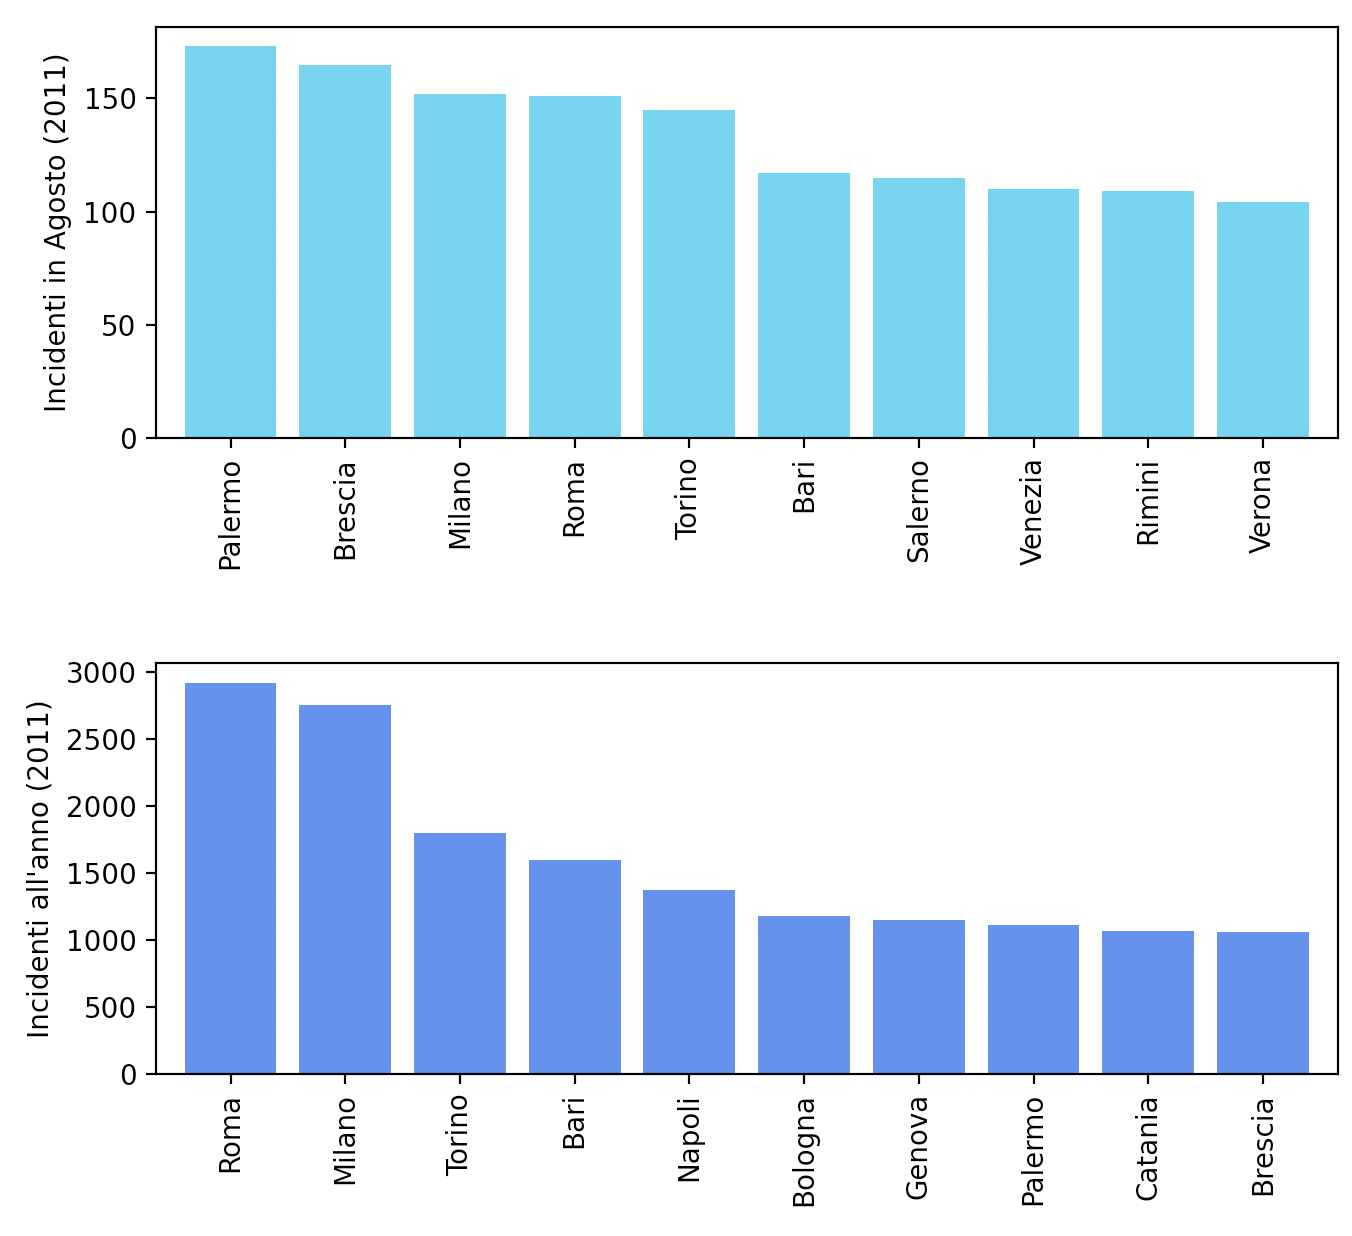 Incidenti in Agosto (2011)
150
100
50
0
Palermo
Brescia
Milano
Roma
Torino
Bari
Salerno
Venezia
Rimini
Verona
Incidenti all'anno (2011)
3000
2500
2000
1500
1000
500
0
Roma
Milano
Torino
Bari
Napoli
Bologna
Genova
Palermo
Catania
Brescia